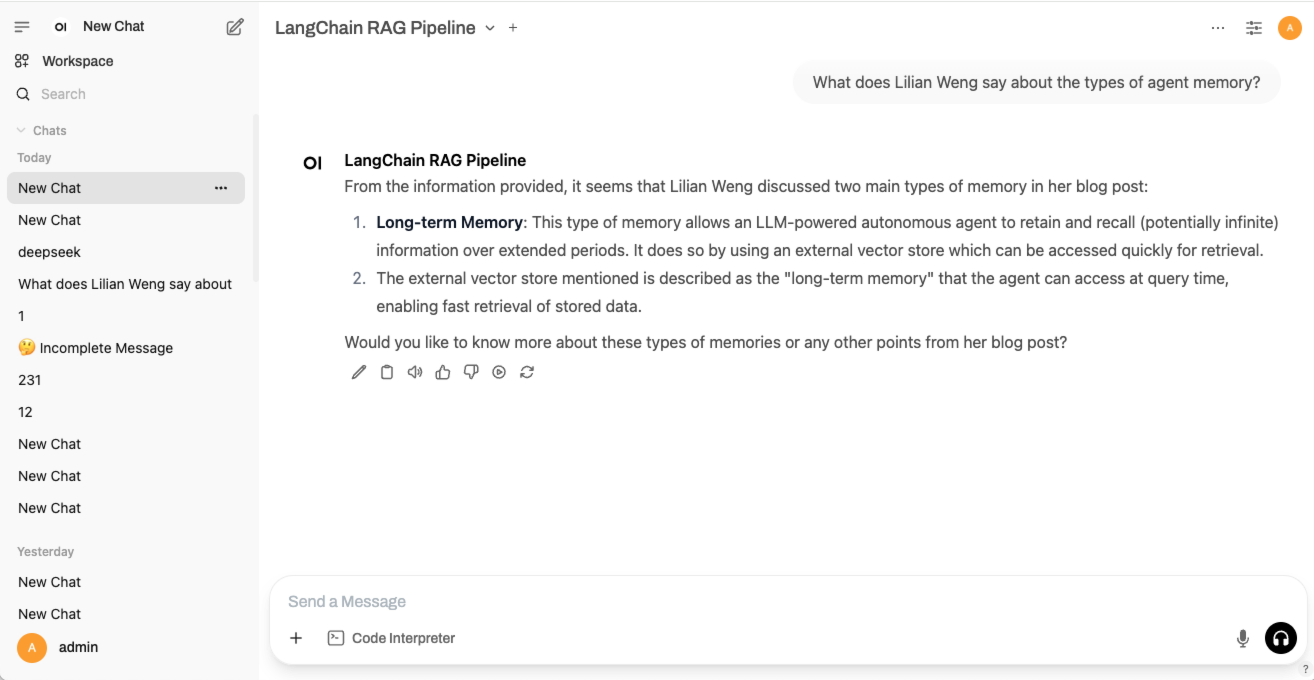 OI New Chat
Workspace
Search
Chats
Today
New Chat
New Chat
deepseek
What does Lilian Weng say about
1
🤔 Incomplete Message
231
12
New Chat
New Chat
New Chat
Yesterday
New Chat
New Chat
A admin
LangChain RAG Pipeline
A
What does Lilian Weng say about the types of agent memory?
OI LangChain RAG Pipeline
From the information provided, it seems that Lilian Weng discussed two main types of memory in her blog post:
1. Long-term Memory: This type of memory allows an LLM-powered autonomous agent to retain and recall (potentially infinite)
information over extended periods. It does so by using an external vector store which can be accessed quickly for retrieval.
2. The external vector store mentioned is described as the "long-term memory" that the agent can access at query time,
enabling fast retrieval of stored data.
Would you like to know more about these types of memories or any other points from her blog post?
Send a Message
Code Interpreter
?